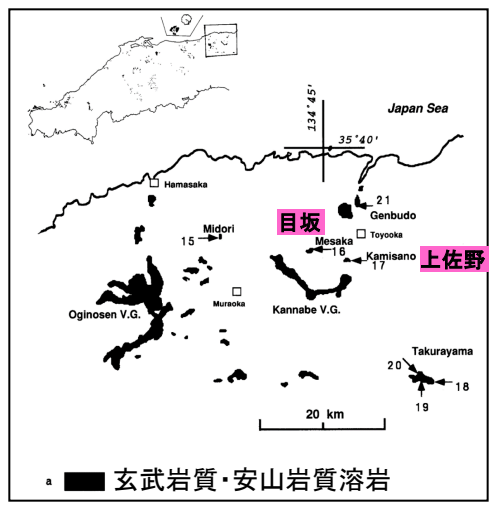 Japan Sea
134°45'
35°40'
Hamasaka
21
Genbudo
目坂
Midori
15
Toyooka
Mesaka
16
Kamisano
17
上佐野
Muraoka
Oginosen V.G.
Kannabe V.G.
Takurayama
20
18
19
20 km
a 玄武岩質・安山岩質溶岩